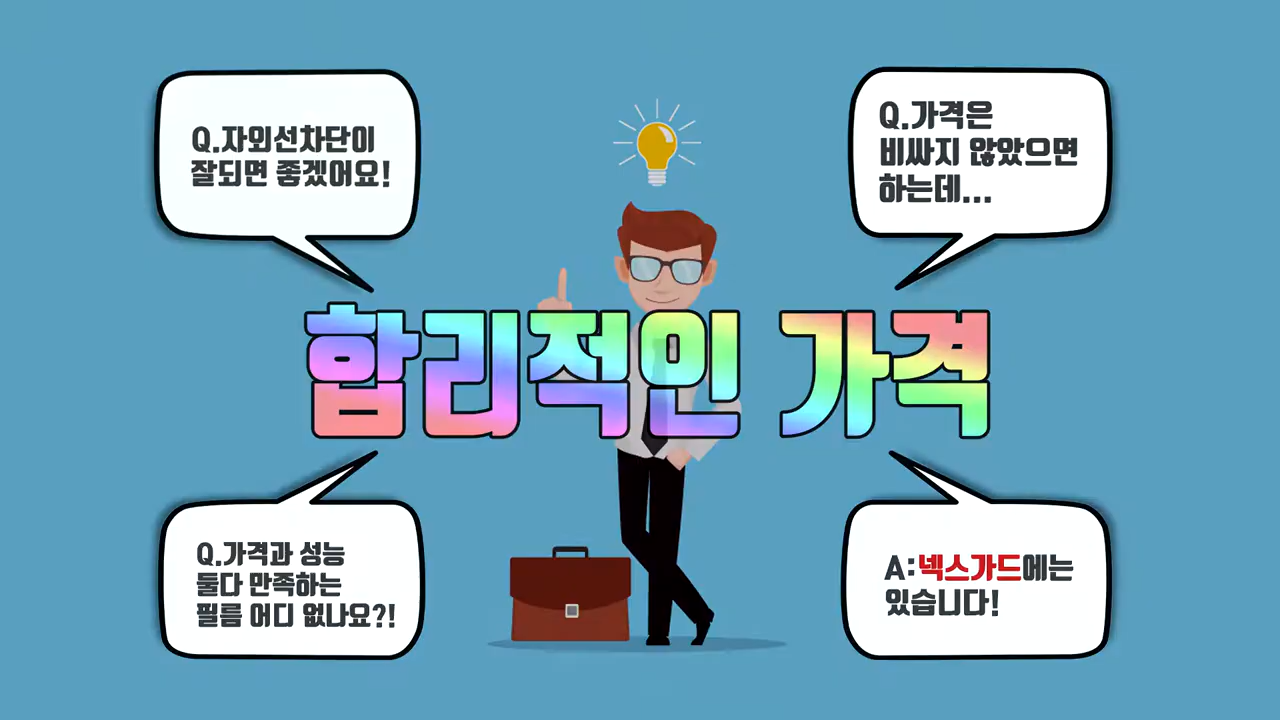 Q.자외선차단이
잘되면 좋겠어요!
Q.가격은
비싸지 않았으면
하는데...
합리적인 가격
Q.가격과 성능
둘다 만족하는
필름 어디 없나요?!
A:넥스가드에는
있습니다!